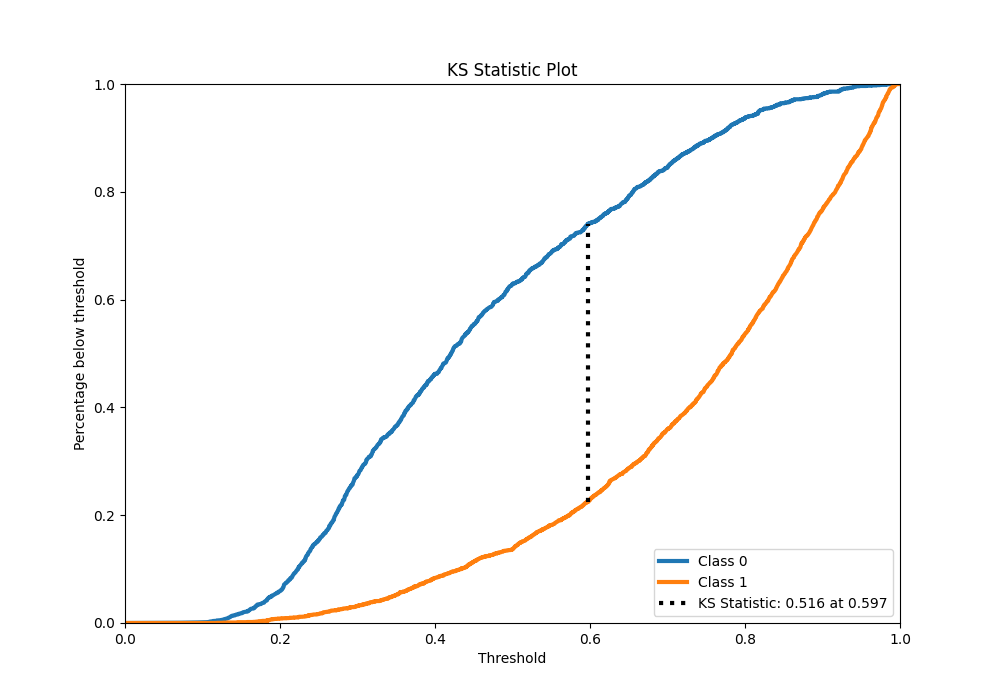 KS Statistic Plot
1.0
0.8
0.6
0.4
0.2
0.0
Percentage below threshold
0.0 0.2 0.4 0.6 0.8 1.0
Threshold
Class 0
Class 1
KS Statistic: 0.516 at 0.597